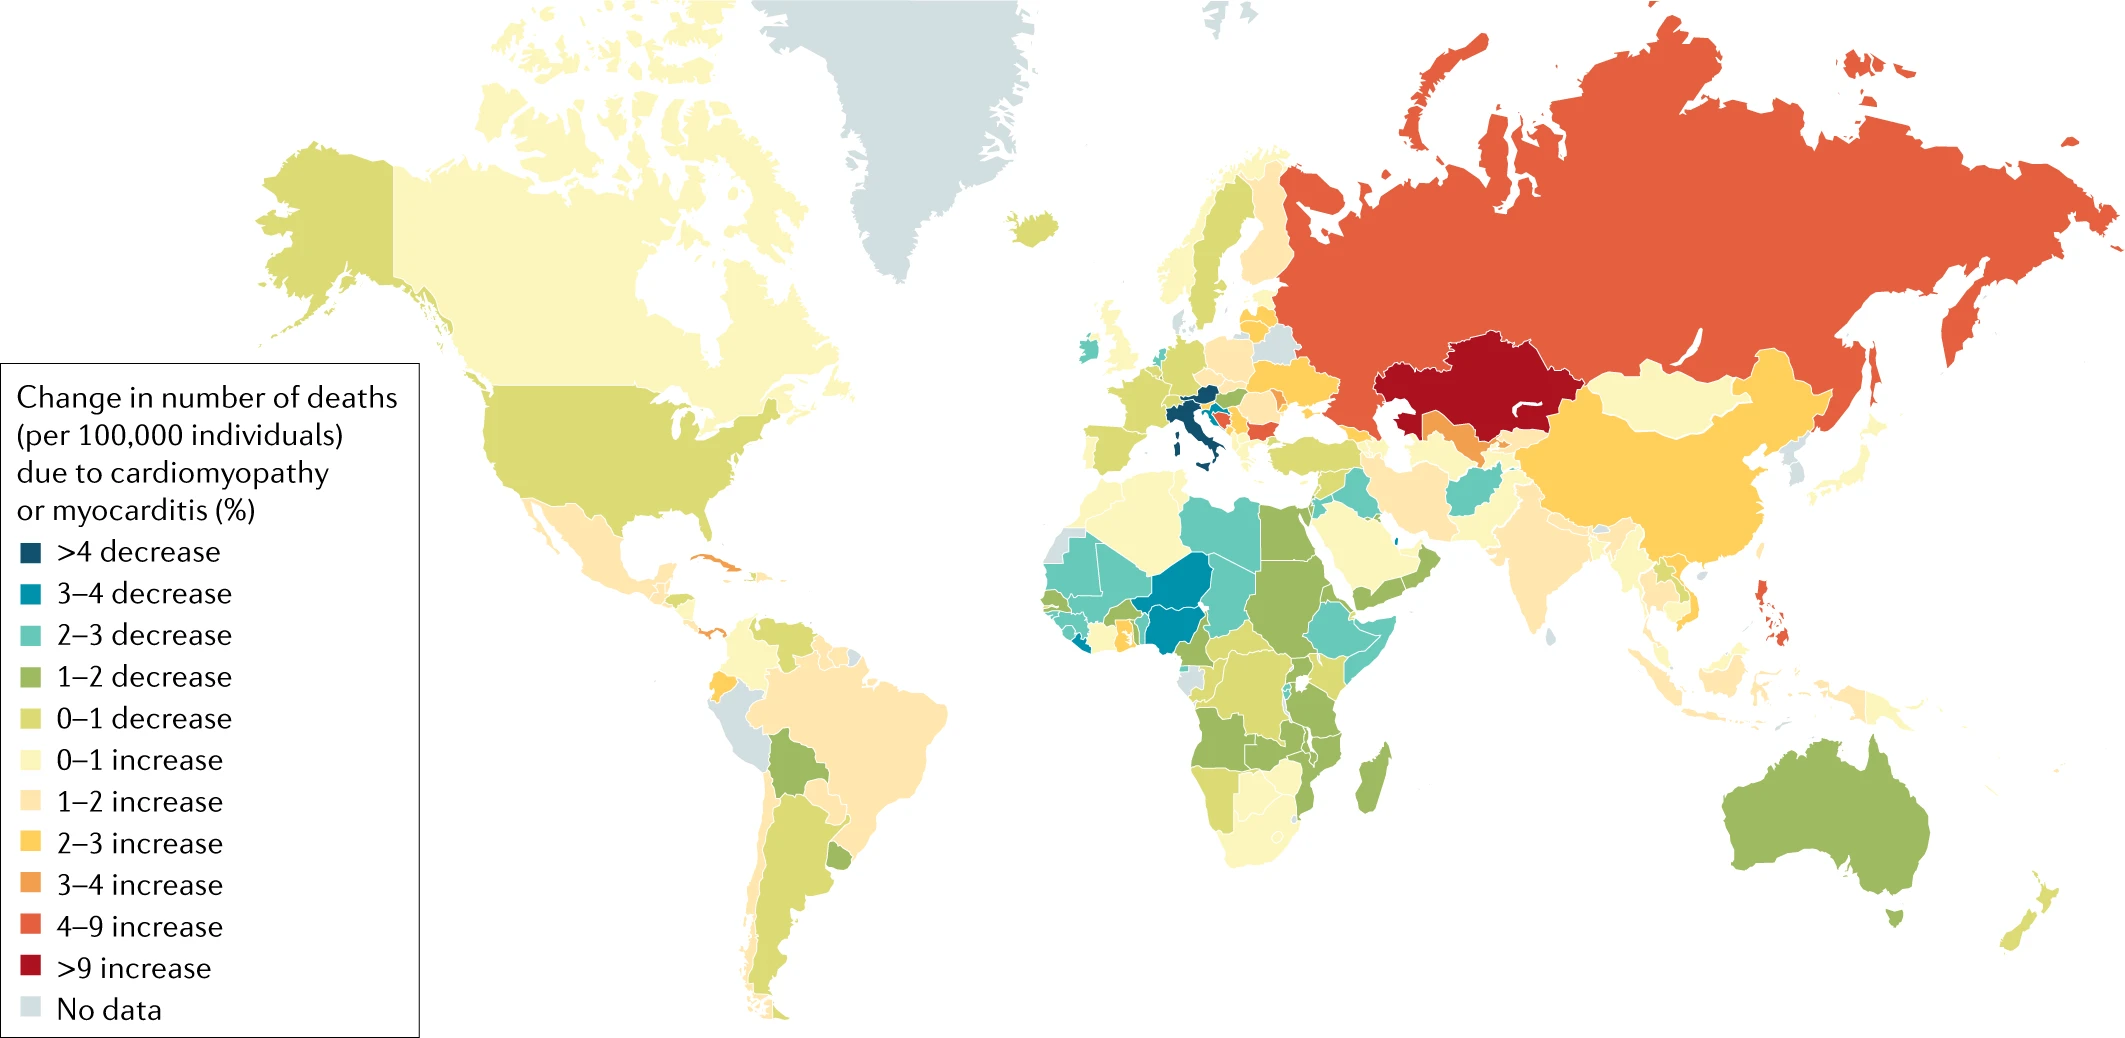 Change in number of deaths
(per 100,000 individuals)
due to cardiomyopathy
or myocarditis (%)
>4 decrease
3–4 decrease
2–3 decrease
1–2 decrease
0–1 decrease
0–1 increase
1–2 increase
2–3 increase
3–4 increase
4–9 increase
>9 increase
No data